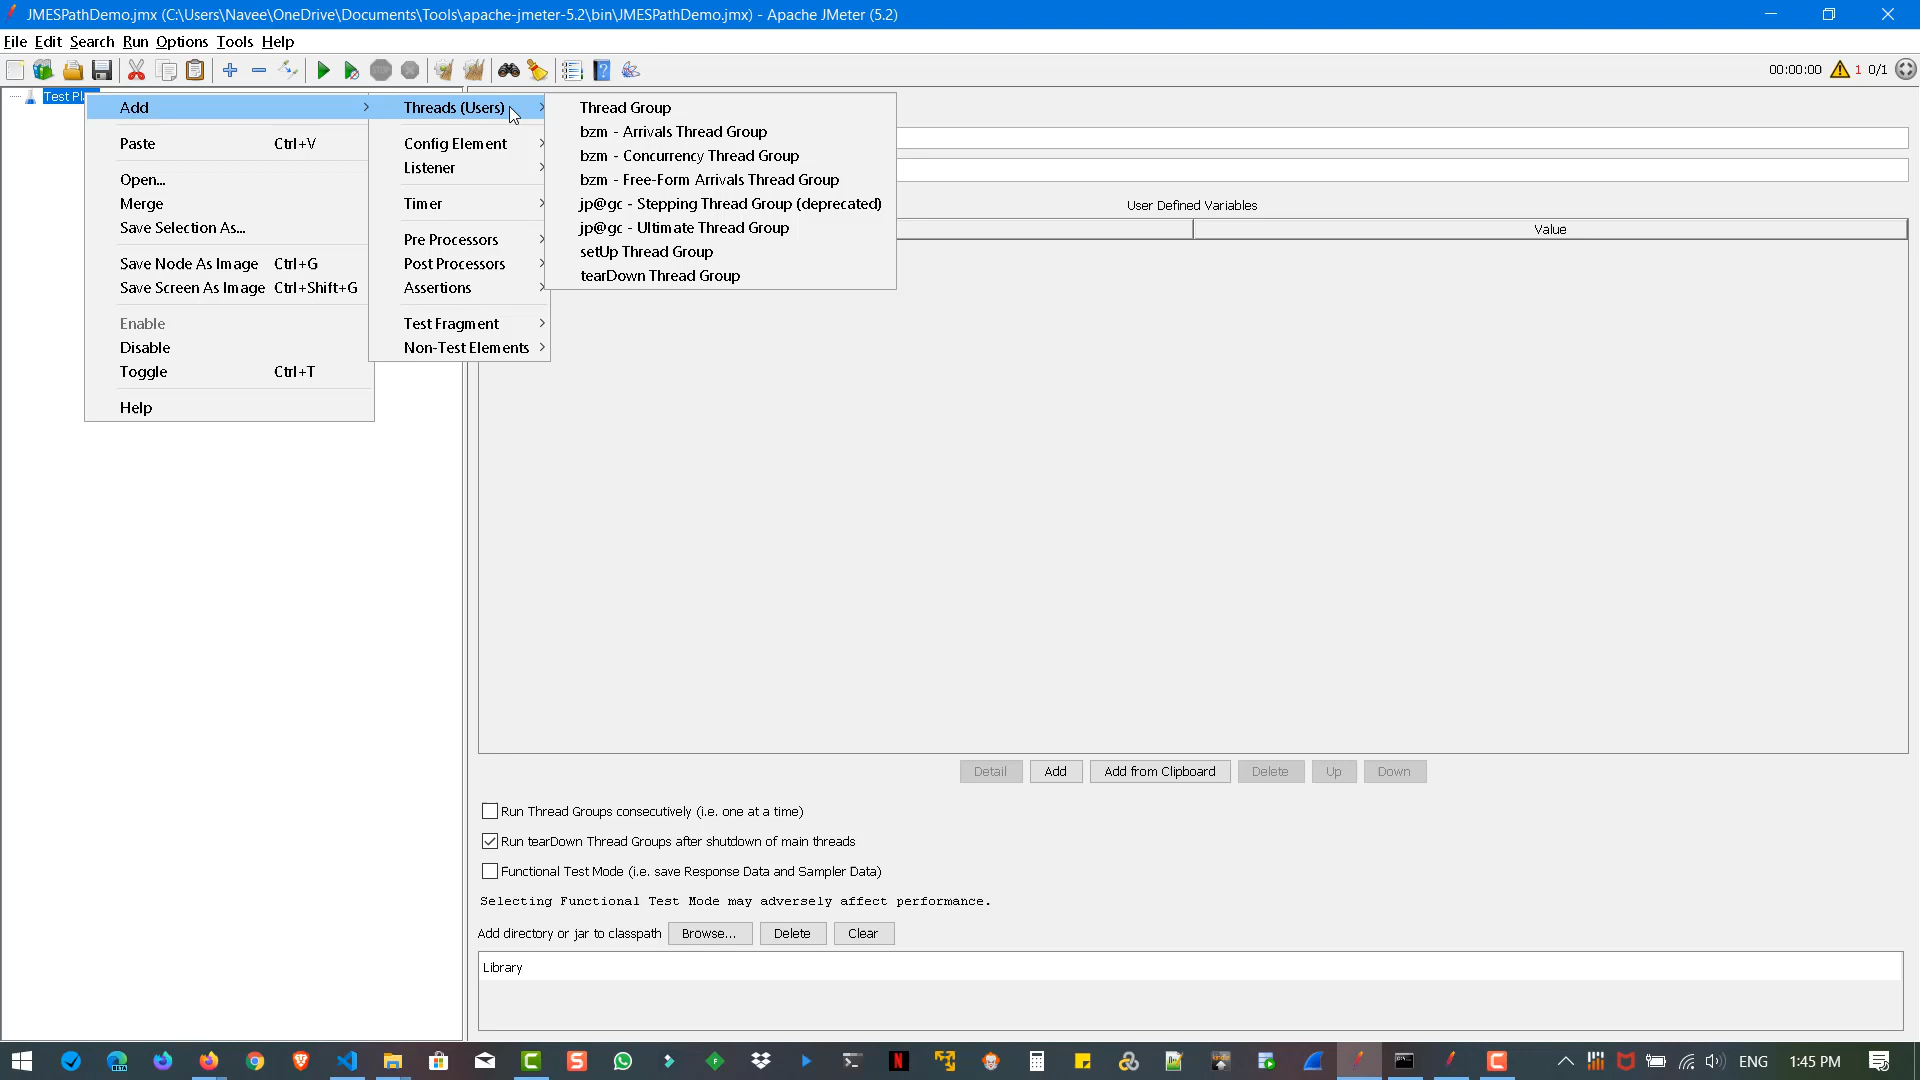 JMESPathDemo.jmx (C:\Users\Navee\OneDrive\Documents\Tools\apache-jmeter-5.2\bin\JMESPathDemo.jmx) - Apache JMeter (5.2)
File Edit Search Run Options Tools Help
00:00:00 1 0/1
Test Pl
Add
Paste Ctrl+V
Open...
Merge
Save Selection As...
Save Node As Image Ctrl+G
Save Screen As Image Ctrl+Shift+G
Enable
Disable
Toggle Ctrl+T
Help
Threads (Users)
Config Element
Listener
Timer
Pre Processors
Post Processors
Assertions
Test Fragment
Non-Test Elements
Thread Group
bzm - Arrivals Thread Group
bzm - Concurrency Thread Group
bzm - Free-Form Arrivals Thread Group
jp@gc - Stepping Thread Group (deprecated)
jp@gc - Ultimate Thread Group
setUp Thread Group
tearDown Thread Group
User Defined Variables
Value
Detail Add Add from Clipboard Delete Up Down
Run Thread Groups consecutively (i.e. one at a time)
Run tearDown Thread Groups after shutdown of main threads
Functional Test Mode (i.e. save Response Data and Sampler Data)
Selecting Functional Test Mode may adversely affect performance.
Add directory or jar to classpath Browse... Delete Clear
Library
ENG 1:45 PM